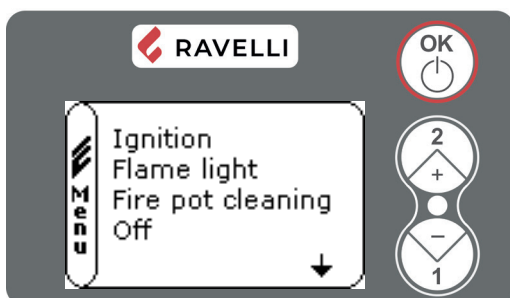 RAVELLI
OK
Menu
Ignition
Flame light
Fire pot cleaning
Off
2
+
−
1